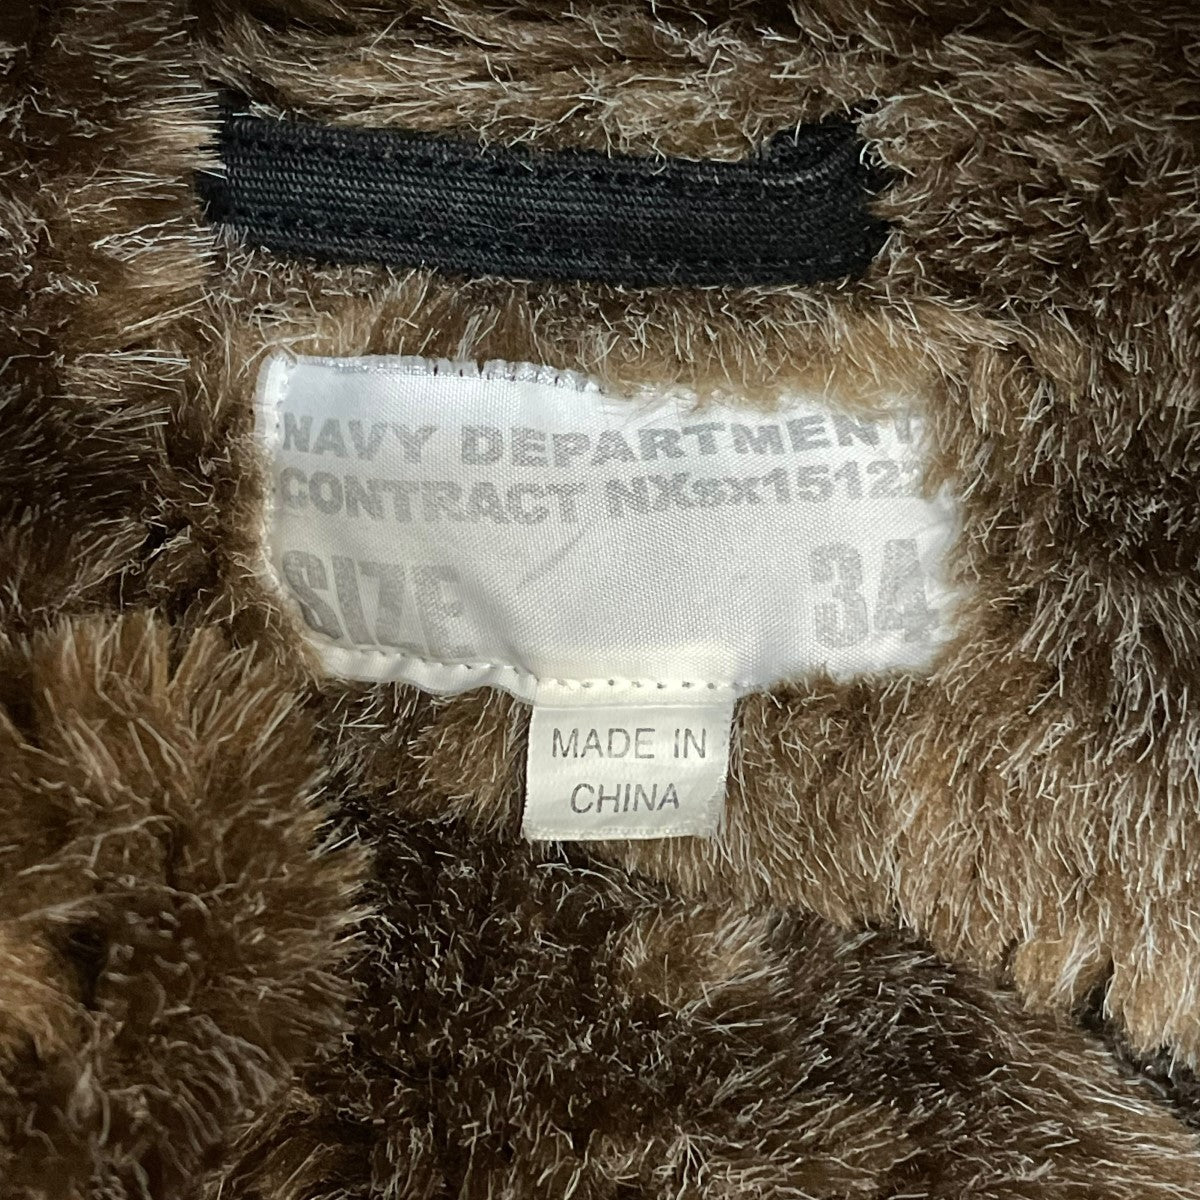 NAVY DEPARTMENT
CONTRACT NXsx15122
SIZE 34
MADE IN
CHINA